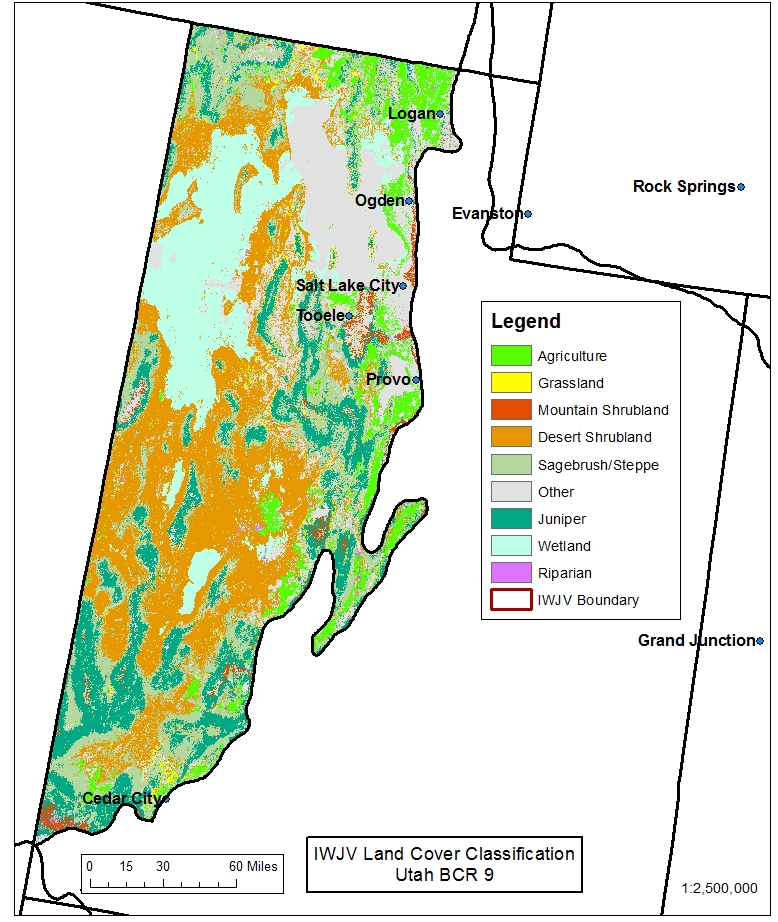 Logan
Rock Springs
Ogden
Evanston
Salt Lake City
Tooele
Provo
Legend
Agriculture
Grassland
Mountain Shrubland
Desert Shrubland
Sagebrush/Steppe
Other
Juniper
Wetland
Riparian
IWJV Boundary
Grand Junction
Cedar City
IWJV Land Cover Classification
Utah BCR 9
0 15 30 60 Miles
1:2,500,000